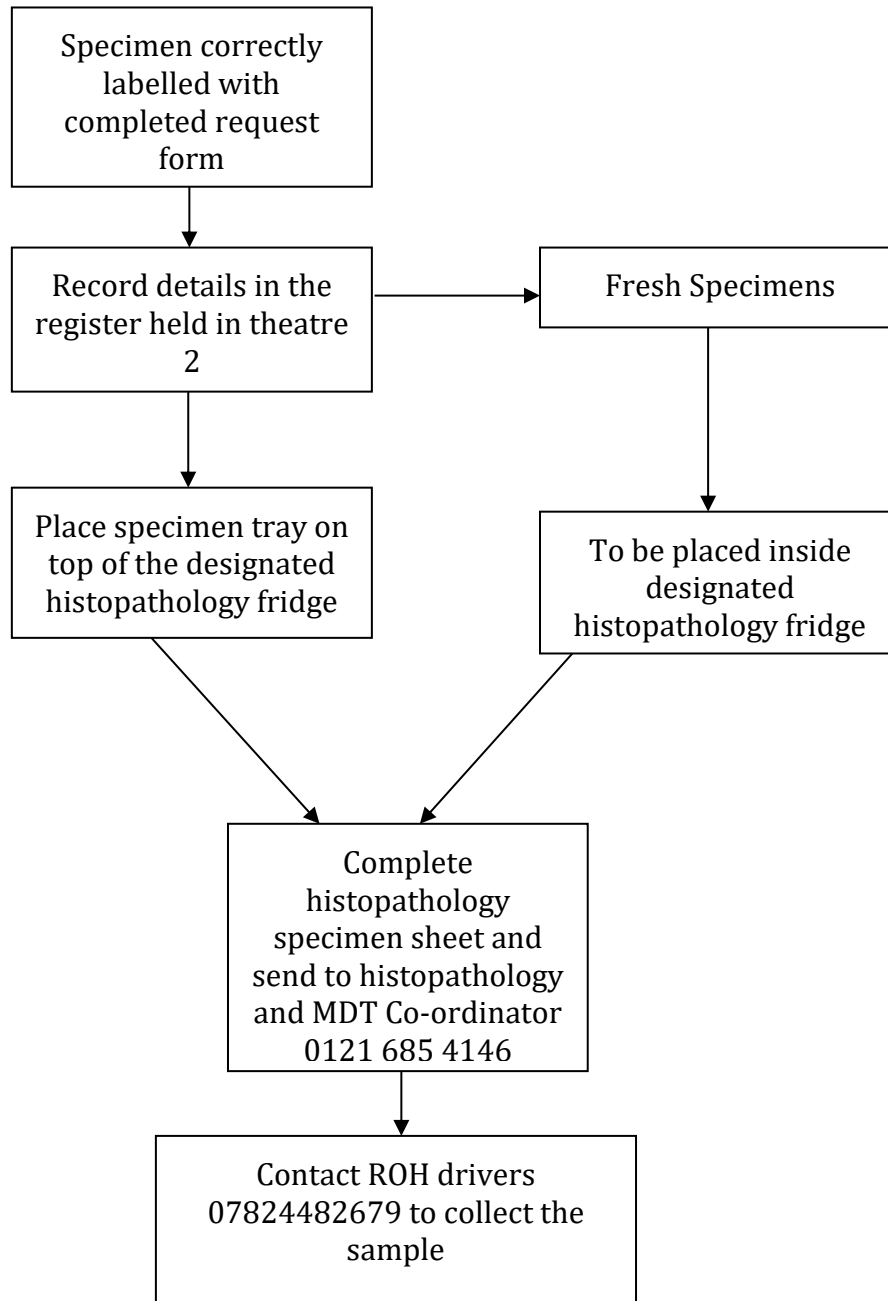 Specimen correctly
labelled with
completed request
form
Record details in the
register held in theatre
2
Fresh Specimens
Place specimen tray on
top of the designated
histopathology fridge
To be placed inside
designated
histopathology fridge
Complete
histopathology
specimen sheet and
send to histopathology
and MDT Co-ordinator
0121 685 4146
Contact ROH drivers
07824482679 to collect the
sample